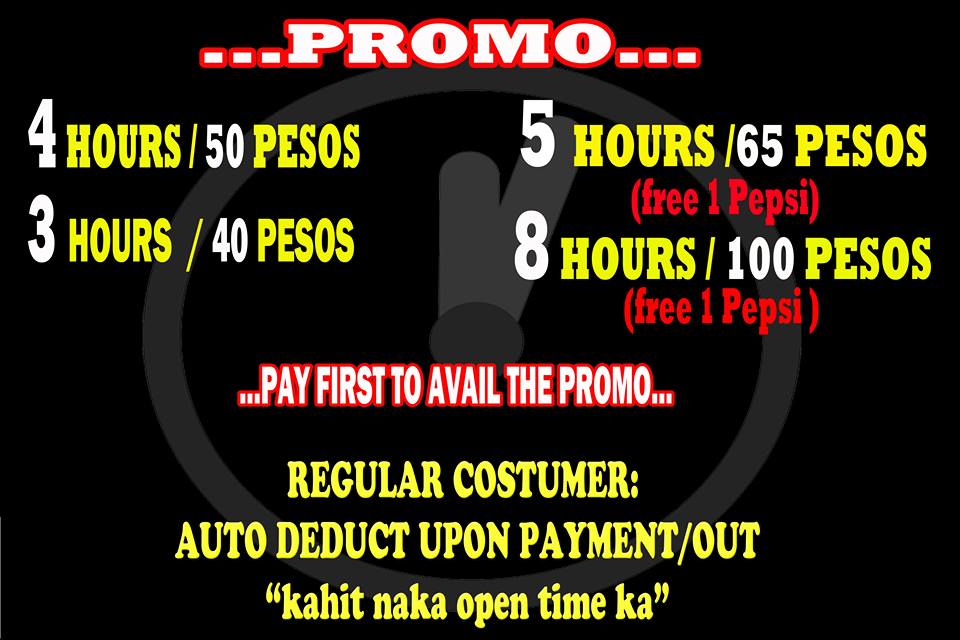 ...PROMO...
4 HOURS / 50 PESOS
3 HOURS / 40 PESOS
5 HOURS /65 PESOS
(free 1 Pepsi)
8 HOURS / 100 PESOS
(free 1 Pepsi )
...PAY FIRST TO AVAIL THE PROMO...
REGULAR COSTUMER:
AUTO DEDUCT UPON PAYMENT/OUT
“kahit naka open time ka”